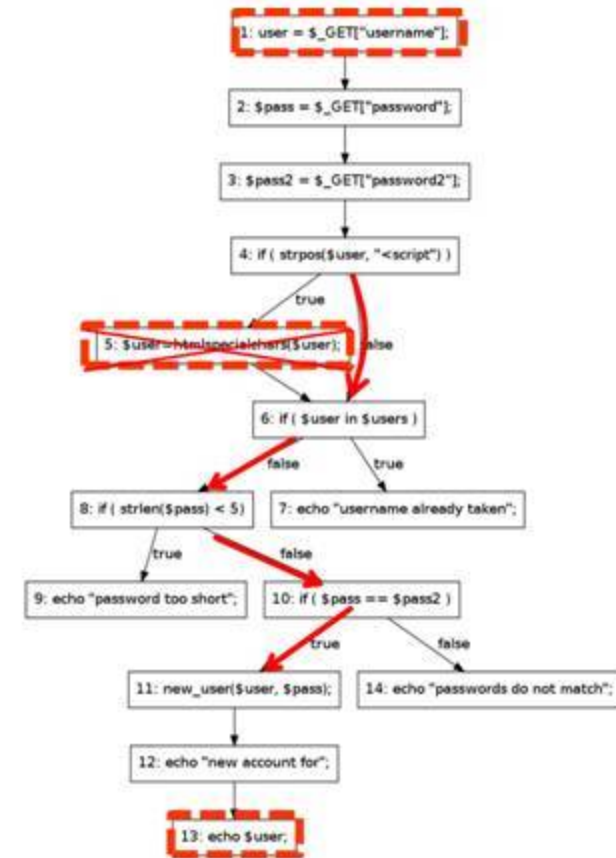 1: user = $_GET["username"];
2: $pass = $_GET["password"];
3: $pass2 = $_GET["password2"];
4: if ( strpos($user, "<script") )
true
5: $user=htmlspecialchars($user);
false
6: if ( $user in $users )
false
true
8: if ( strlen($pass) < 5)
7: echo "username already taken";
true
false
9: echo "password too short";
10: if ( $pass == $pass2 )
true
false
11: new_user($user, $pass);
14: echo "passwords do not match";
12: echo "new account for";
13: echo $user;